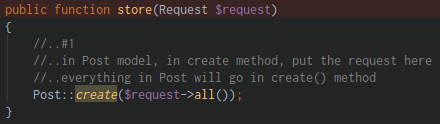 public function store(Request $request)
{
//..#1
//..in Post model, in create method, put the request here
//..everything in Post will go in create() method
Post::create($request->all());
}